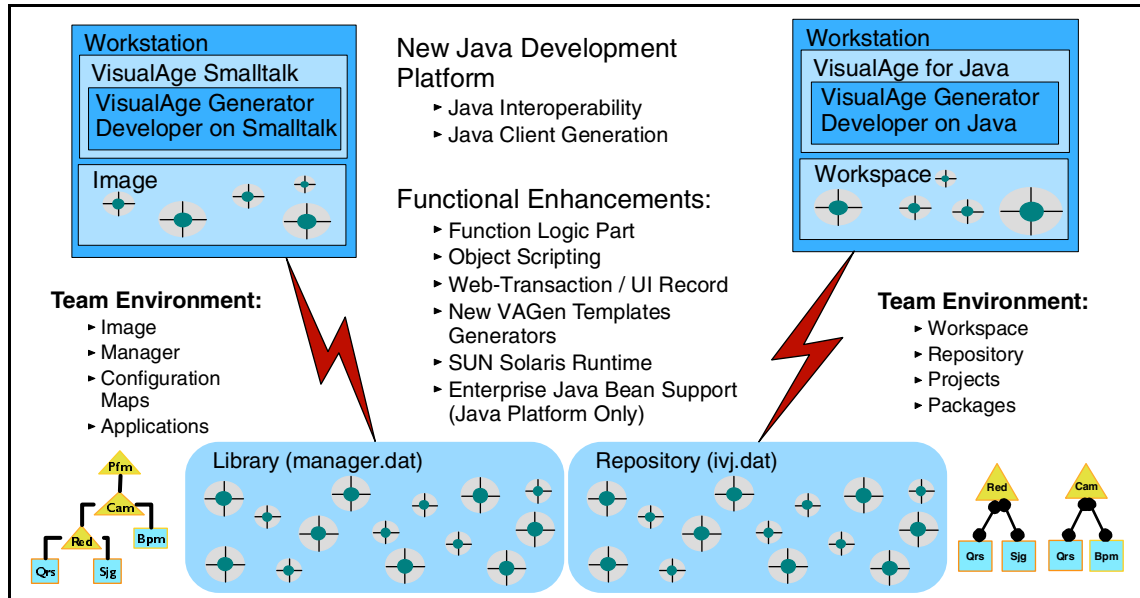 Workstation
VisualAge Smalltalk
VisualAge Generator
Developer on Smalltalk
Image
New Java Development
Platform
► Java Interoperability
► Java Client Generation
Functional Enhancements:
► Function Logic Part
► Object Scripting
► Web-Transaction / UI Record
► New VAGen Templates
Generators
► SUN Solaris Runtime
► Enterprise Java Bean Support
(Java Platform Only)
Workstation
VisualAge for Java
VisualAge Generator
Developer on Java
Workspace
Team Environment:
► Image
► Manager
► Configuration
Maps
► Applications
Team Environment:
► Workspace
► Repository
► Projects
► Packages
Library (manager.dat)
Repository (ivj.dat)
Pfm
Cam
Red
Bpm
Qrs
Sjg
Red
Qrs
Sjg
Cam
Qrs
Bpm